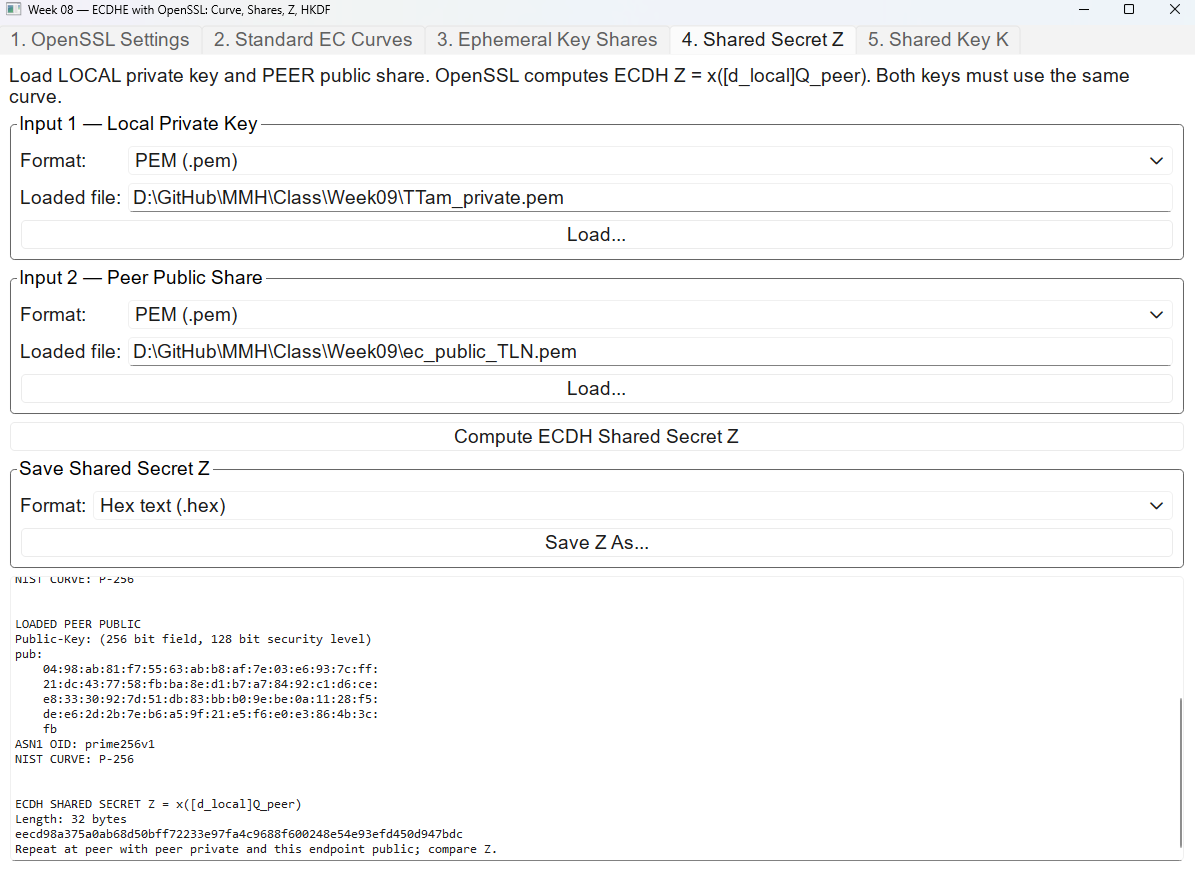 Week 08 — ECDHE with OpenSSL: Curve, Shares, Z, HKDF
1. OpenSSL Settings 2. Standard EC Curves 3. Ephemeral Key Shares 4. Shared Secret Z 5. Shared Key K
Load LOCAL private key and PEER public share. OpenSSL computes ECDH Z = x([d_local]Q_peer). Both keys must use the same
curve.
Input 1 — Local Private Key
Format: PEM (.pem)
Loaded file: D:\GitHub\MMH\Class\Week09\TTam_private.pem
Load...
Input 2 — Peer Public Share
Format: PEM (.pem)
Loaded file: D:\GitHub\MMH\Class\Week09\ec_public_TLN.pem
Load...
Compute ECDH Shared Secret Z
Save Shared Secret Z
Format: Hex text (.hex)
Save Z As...
NIST CURVE: P-256
LOADED PEER PUBLIC
Public-Key: (256 bit field, 128 bit security level)
pub:
04:98:ab:81:f7:55:63:ab:b8:af:7e:03:e6:93:7c:ff:
21:dc:43:77:58:fb:ba:8e:d1:b7:a7:84:92:c1:d6:ce:
e8:33:30:92:7d:51:db:83:bb:b0:9e:be:0a:11:28:f5:
de:e6:2d:2b:7e:b6:a5:9f:21:e5:f6:e0:e3:86:4b:3c:
fb
ASN1 OID: prime256v1
NIST CURVE: P-256
ECDH SHARED SECRET Z = x([d_local]Q_peer)
Length: 32 bytes
eecd98a375a0ab68d50bff72233e97fa4c9688f600248e54e93efd450d947bdc
Repeat at peer with peer private and this endpoint public; compare Z.